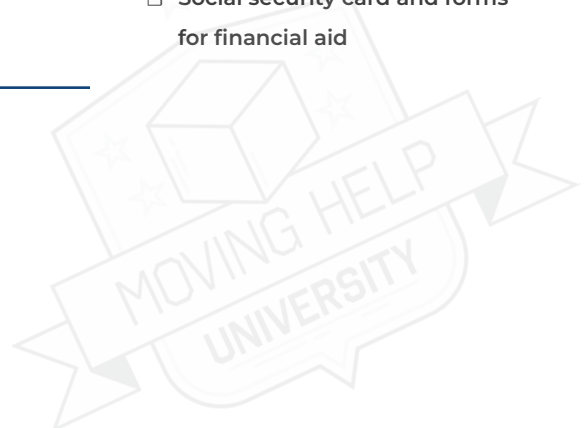 ☐ Social security card and forms
for financial aid
MOVING HELP
UNIVERSITY